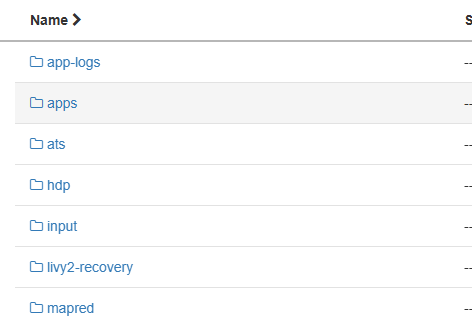 Name S
app-logs --
apps --
ats --
hdp --
input --
livy2-recovery --
mapred --